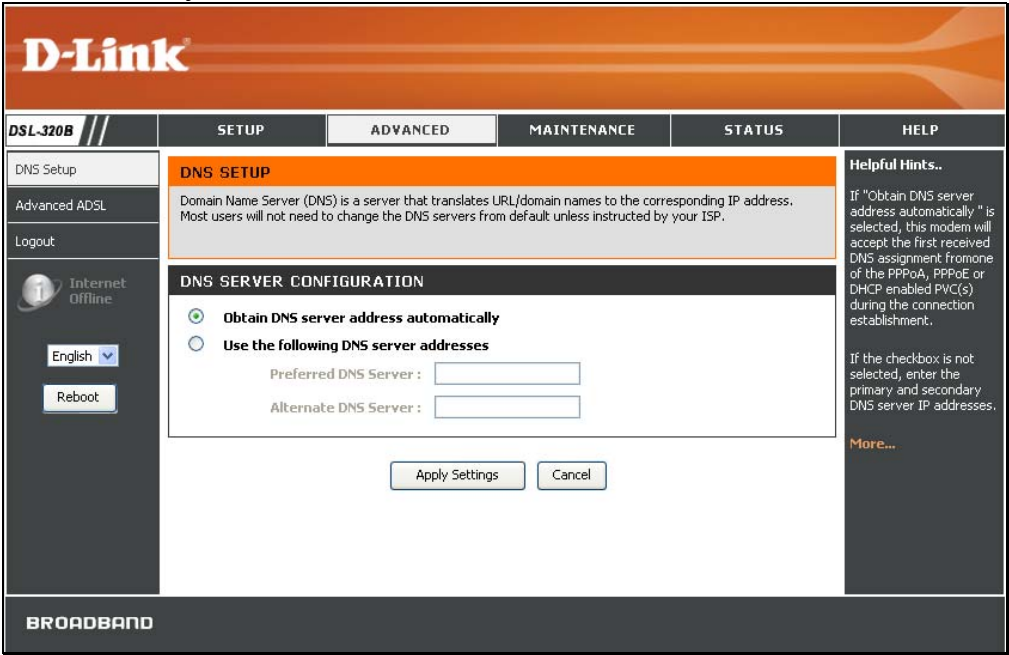 D-Link
DSL-320B
SETUP
ADVANCED
MAINTENANCE
STATUS
HELP
DNS Setup
Advanced ADSL
Logout
Internet
Offline
English
Reboot
DNS SETUP
Domain Name Server (DNS) is a server that translates URL/domain names to the corresponding IP address.
Most users will not need to change the DNS servers from default unless instructed by your ISP.
DNS SERVER CONFIGURATION
Obtain DNS server address automatically
Use the following DNS server addresses
Preferred DNS Server :
Alternate DNS Server :
Apply Settings
Cancel
Helpful Hints..
If "Obtain DNS server
address automatically " is
selected, this modem will
accept the first received
DNS assignment fromone
of the PPPoA, PPPoE or
DHCP enabled PVC(s)
during the connection
establishment.
If the checkbox is not
selected, enter the
primary and secondary
DNS server IP addresses.
More...
BROADBAND